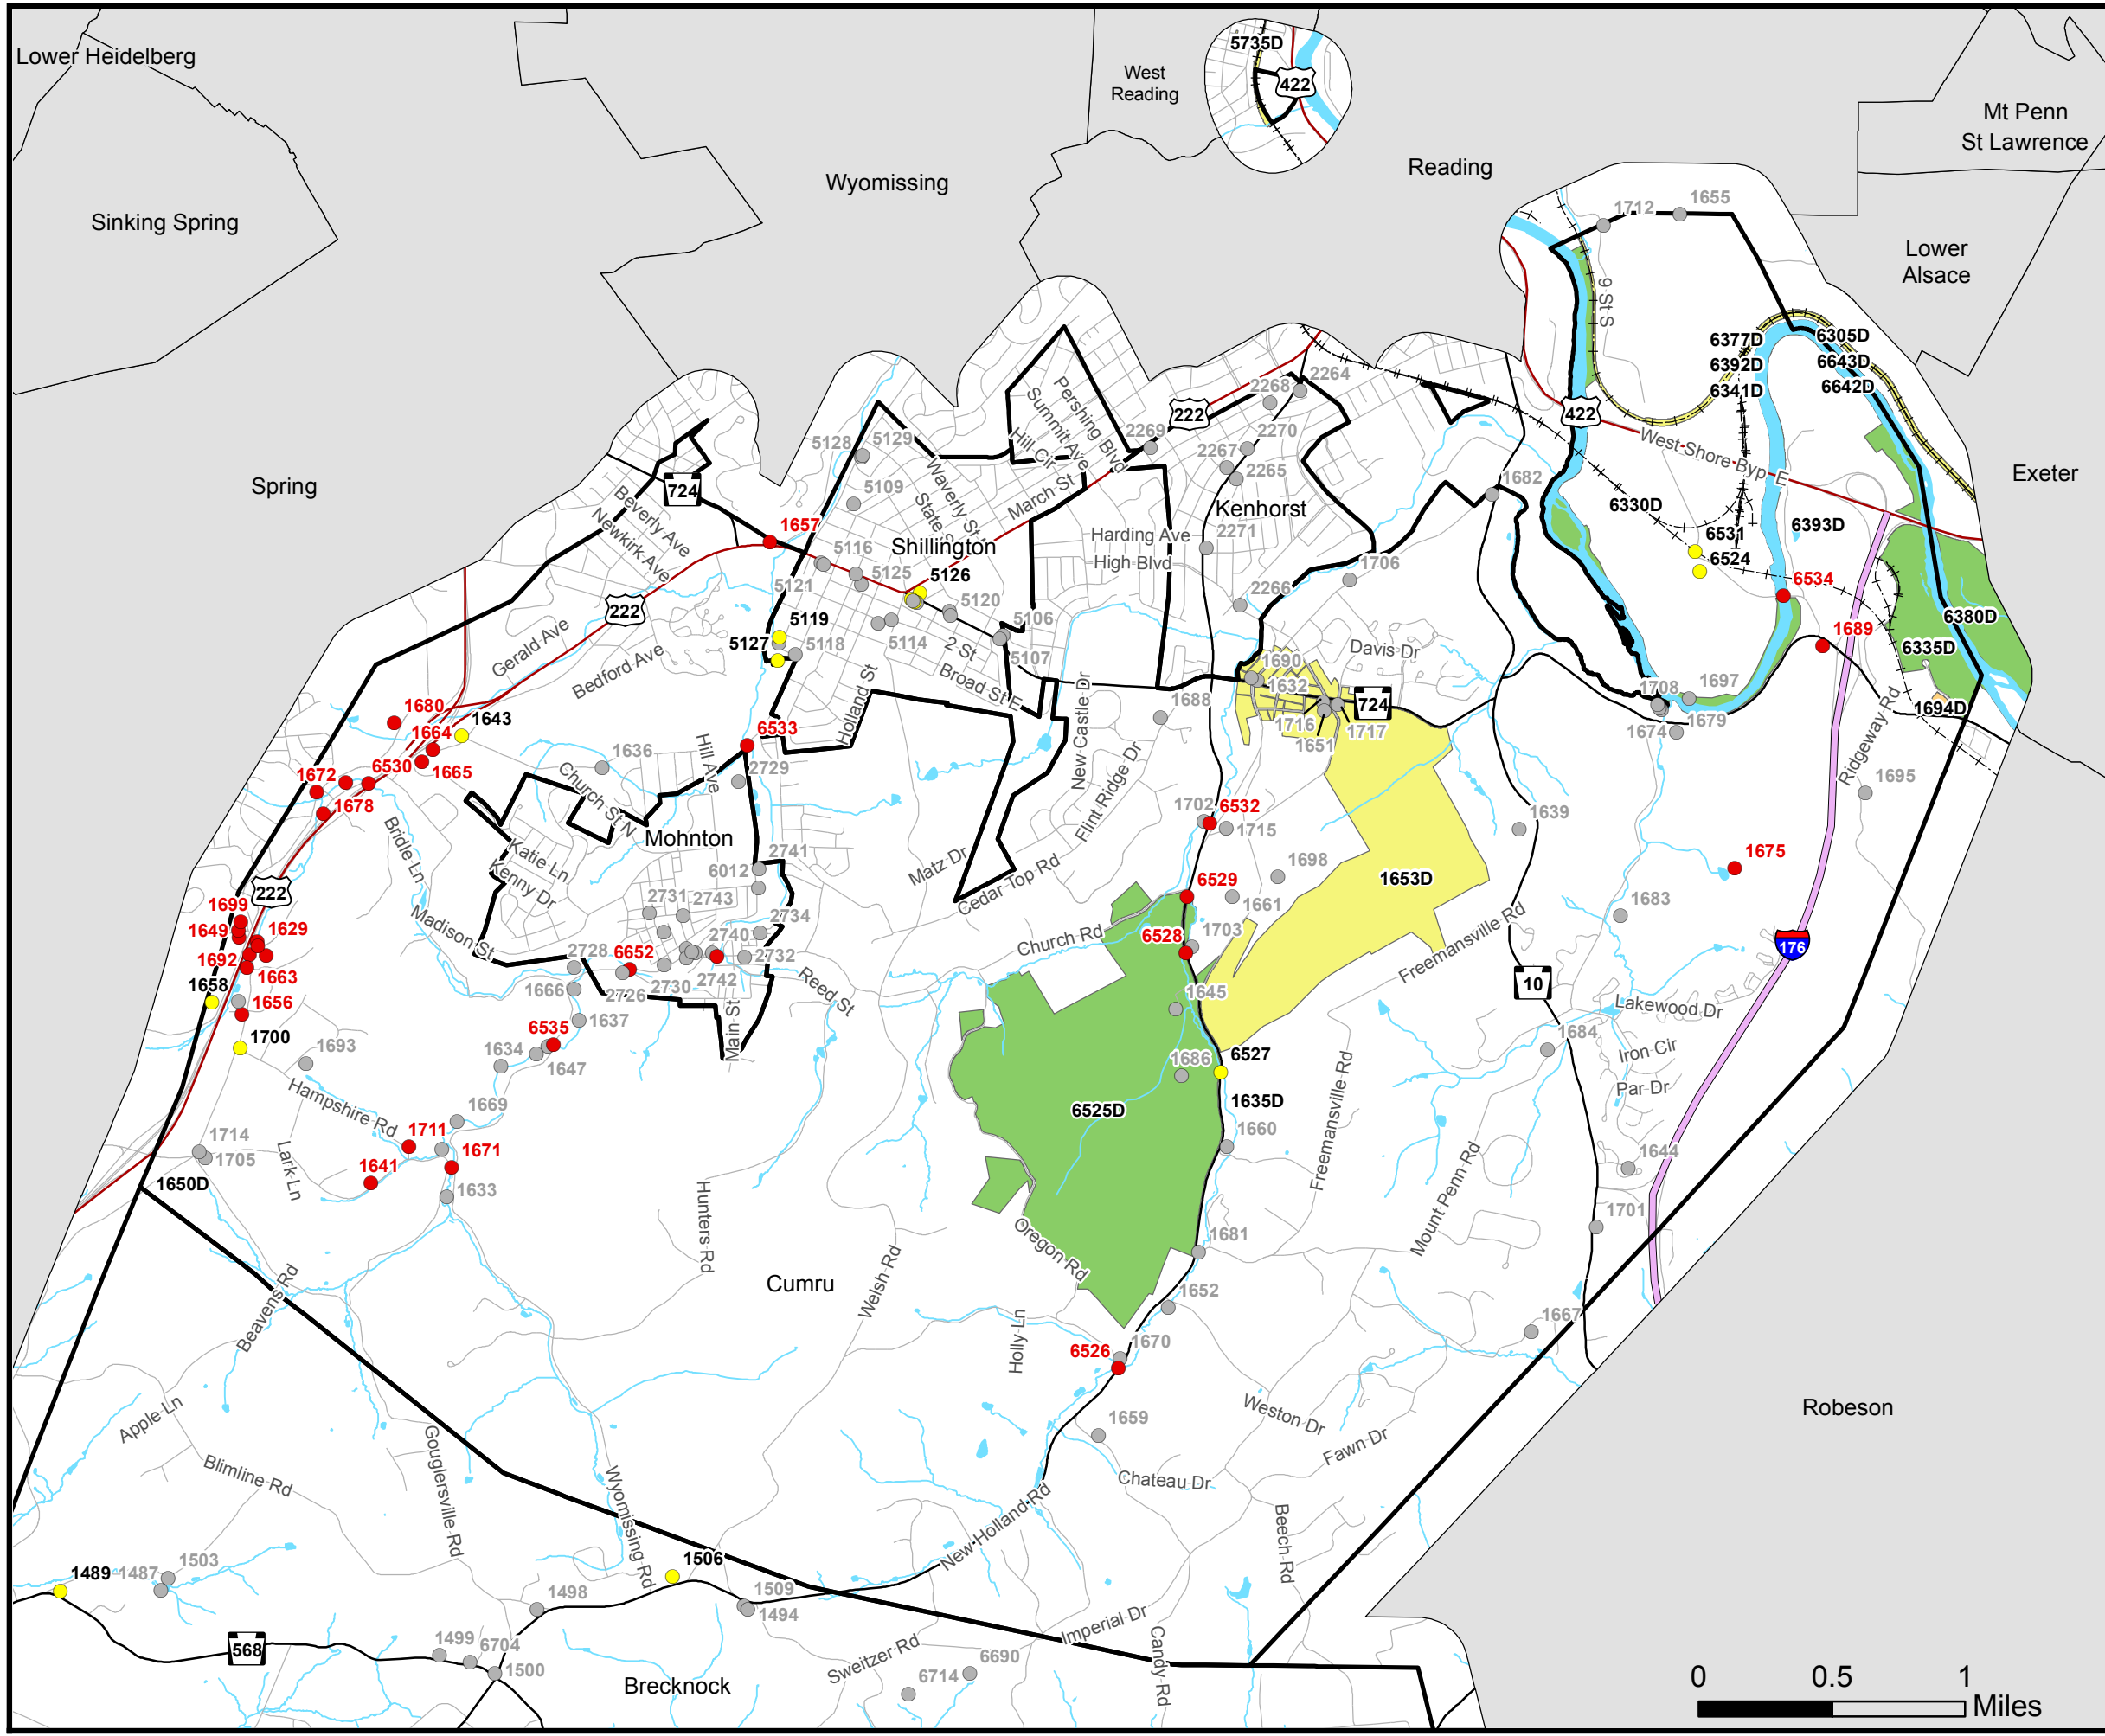 Lower Heidelberg
Sinking Spring
Wyomissing
West
Reading
5735D
422
Reading
Mt Penn
St Lawrence
Lower
Alsace
Exeter
Spring
1712
1655
9 St S
6377D
6392D
6341D
6305D
6643D
6642D
422
West Shore Byp E
6330D
6393D
6531
6524
6534
1689
6380D
6335D
1694D
Ridgeway Rd
1695
1697
1708
1679
1674
1682
2264
2268
2269
2270
2267
2265
222
Kenhorst
2271
2266
1706
Harding Ave
High Blvd
Pershing Blvd
Summit Ave
Hill Cir
March St
Waverly St
State S
5128
5129
5109
724
Beverly Ave
Newkirk Ave
1657
Shillington
5116
5125
5121
5126
5120
5106
5107
5119
5127
5118
5114
2 St
Broad St E
Holland St
222
Gerald Ave
Bedford Ave
1690
1632
Davis Dr
724
1716
1651
1717
1688
New Castle Dr
Flint Ridge Dr
1680
1664
1643
1665
1672
6530
1678
6533
1636
Hill Ave
2729
Church St N
Mohnton
Katie Ln
Kenny Dr
Bridle Ln
Madison St
2741
6012
2731
2743
2734
2740
2732
2728
6652
2730
2742
2726
Main St
Reed St
Matz Dr
Cedar Top Rd
Church Rd
1702
6532
1715
1698
6529
1661
6528
1703
1653D
Freemansville Rd
1639
1675
1683
176
10
Lakewood Dr
1684
Iron Cir
Par Dr
1644
1701
1667
222
1699
1649
1629
1692
1663
1658
1656
1700
1693
1666
1637
6535
1634
1647
1669
Hampshire Rd
1711
1671
1641
1633
Lark Ln
1714
1705
1650D
1645
1686
6527
6525D
1635D
1660
Freemansville Rd
Mount Penn Rd
1681
1652
Oregon Rd
Hunters Rd
Cumru
Welsh Rd
Holly Ln
6526
1670
1659
Weston Dr
Fawn Dr
Chateau Dr
Beech Rd
Robeson
Beavens Rd
Apple Ln
Blimline Rd
Gouglersville Rd
Wyomissing Rd
New Holland Rd
1489
1487
1503
1506
1498
1509
1494
568
1499
6704
1500
Brecknock
Sweitzer Rd
Imperial Dr
Candy Rd
6690
6714
0 0.5 1
Miles